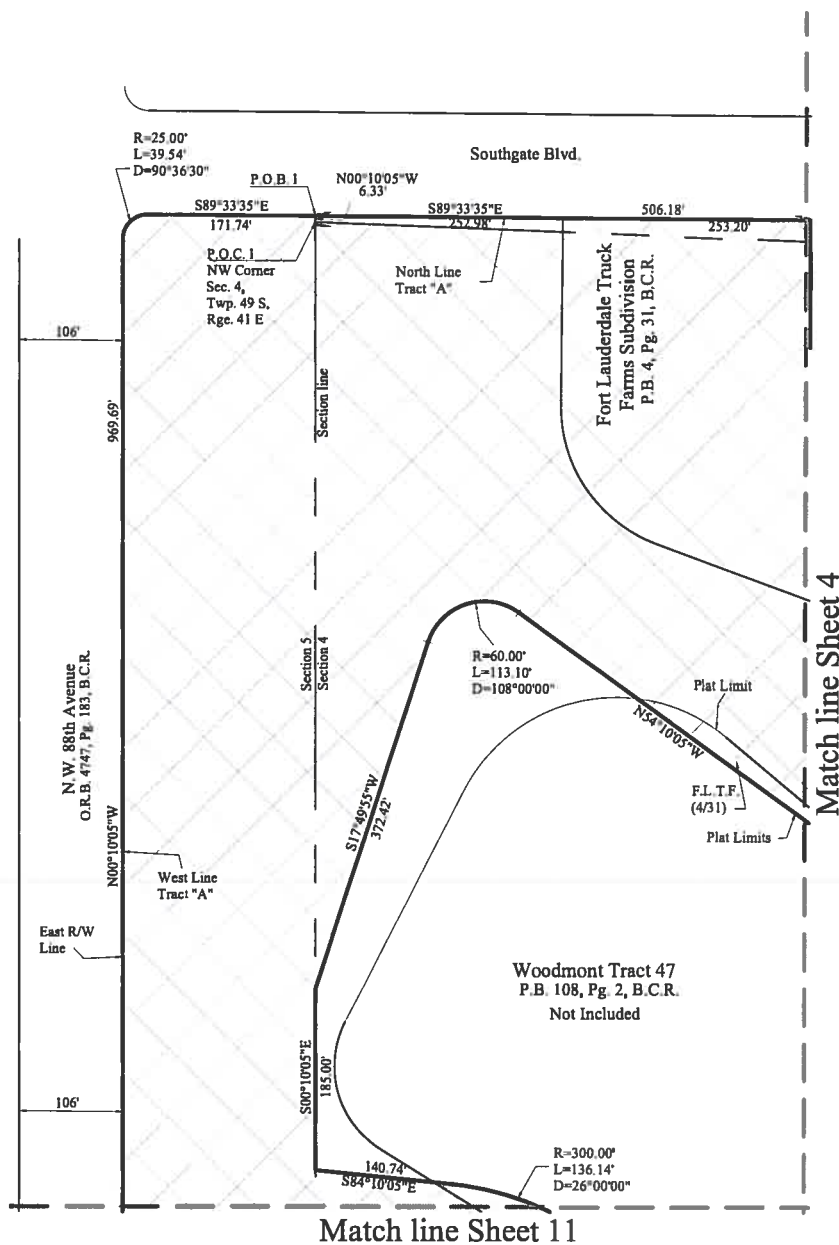 R=25.00'
L=39.54'
D=90°36'30"
Southgate Blvd.
P.O.B. 1
N00°10'05"W
6.33'
S89°33'35"E
171.74'
S89°33'35"E
252.98'
506.18'
253.20'
P.O.C. 1
NW Corner
Sec. 4,
Twp. 49 S,
Rge. 41 E
North Line
Tract "A"
Fort Lauderdale Truck
Farms Subdivision
P.B. 4, Pg. 31, B.C.R.
106'
969.69'
Section line
Match line Sheet 4
Section 5
Section 4
R=60.00'
L=113.10'
D=108°00'00"
Plat Limit
N54°10'05"W
F.L.T.F.
(4/31)
Plat Limits
N.W. 88th Avenue
O.R.B. 4747, Pg. 183, B.C.R.
S17°49'55"W
372.42'
N00°10'05"W
West Line
Tract "A"
East R/W
Line
Woodmont Tract 47
P.B. 108, Pg. 2, B.C.R.
Not Included
S00°10'05"E
185.00'
106'
140.74'
S84°10'05"E
R=300.00'
L=136.14'
D=26°00'00"
Match line Sheet 11